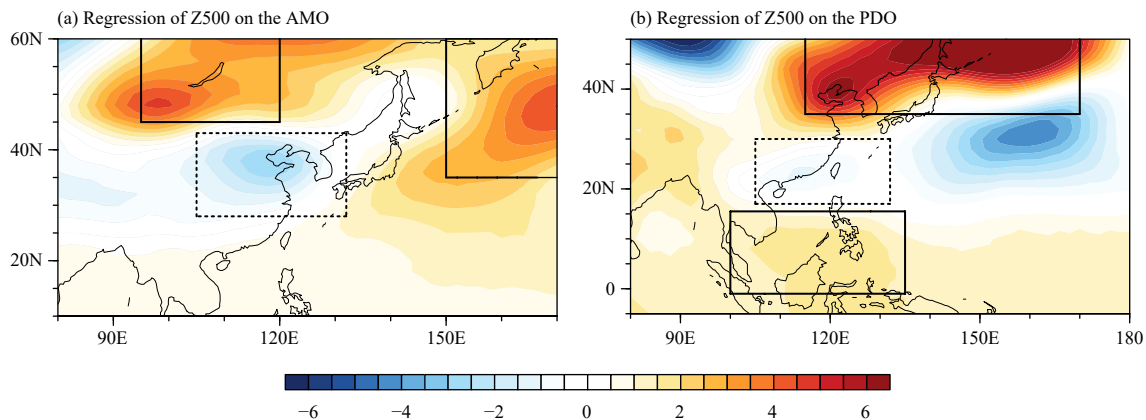 (a) Regression of Z500 on the AMO
(b) Regression of Z500 on the PDO
60N
40N
20N
90E 120E 150E
40N
20N
0
90E 120E 150E 180
−6 −4 −2 0 2 4 6